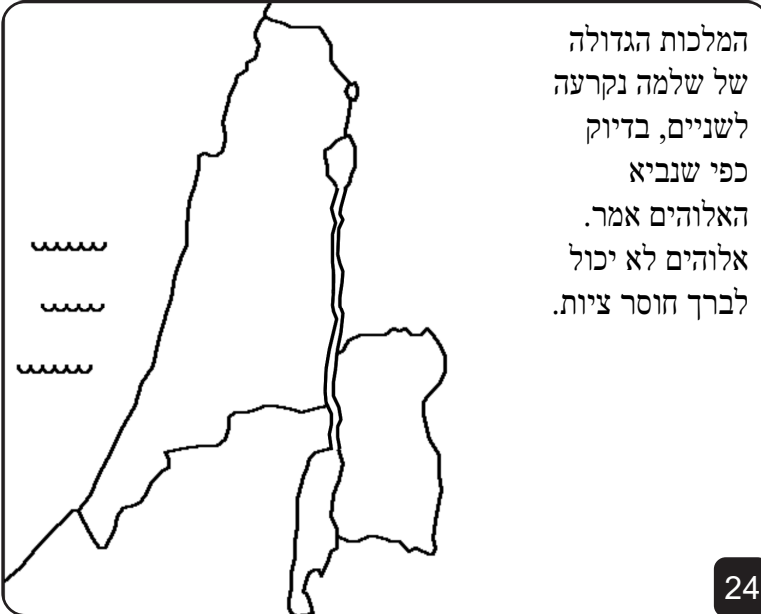 המלכות הגדולה
של שלמה נקרעה
לשניים, בדיוק
כפי שנביא
האלוהים אמר.
אלוהים לא יכול
לברך חוסר ציות.
24